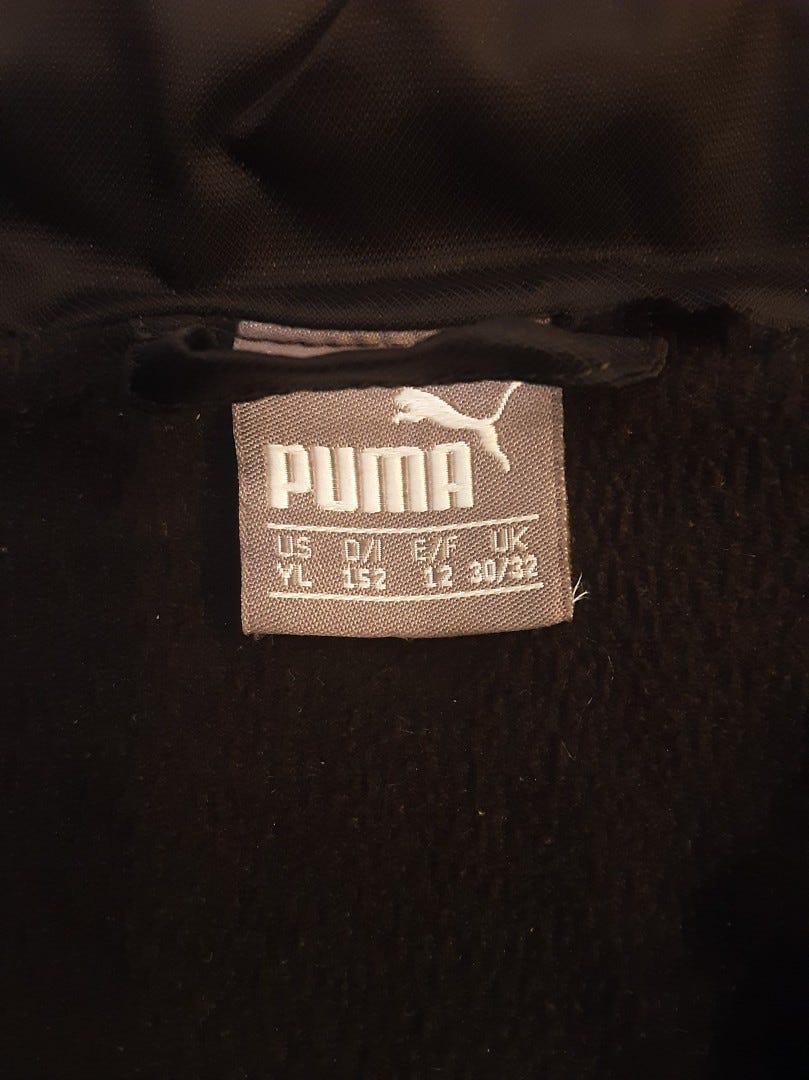 PUMA
US D/I E/F UK
YL 152 12 30/32